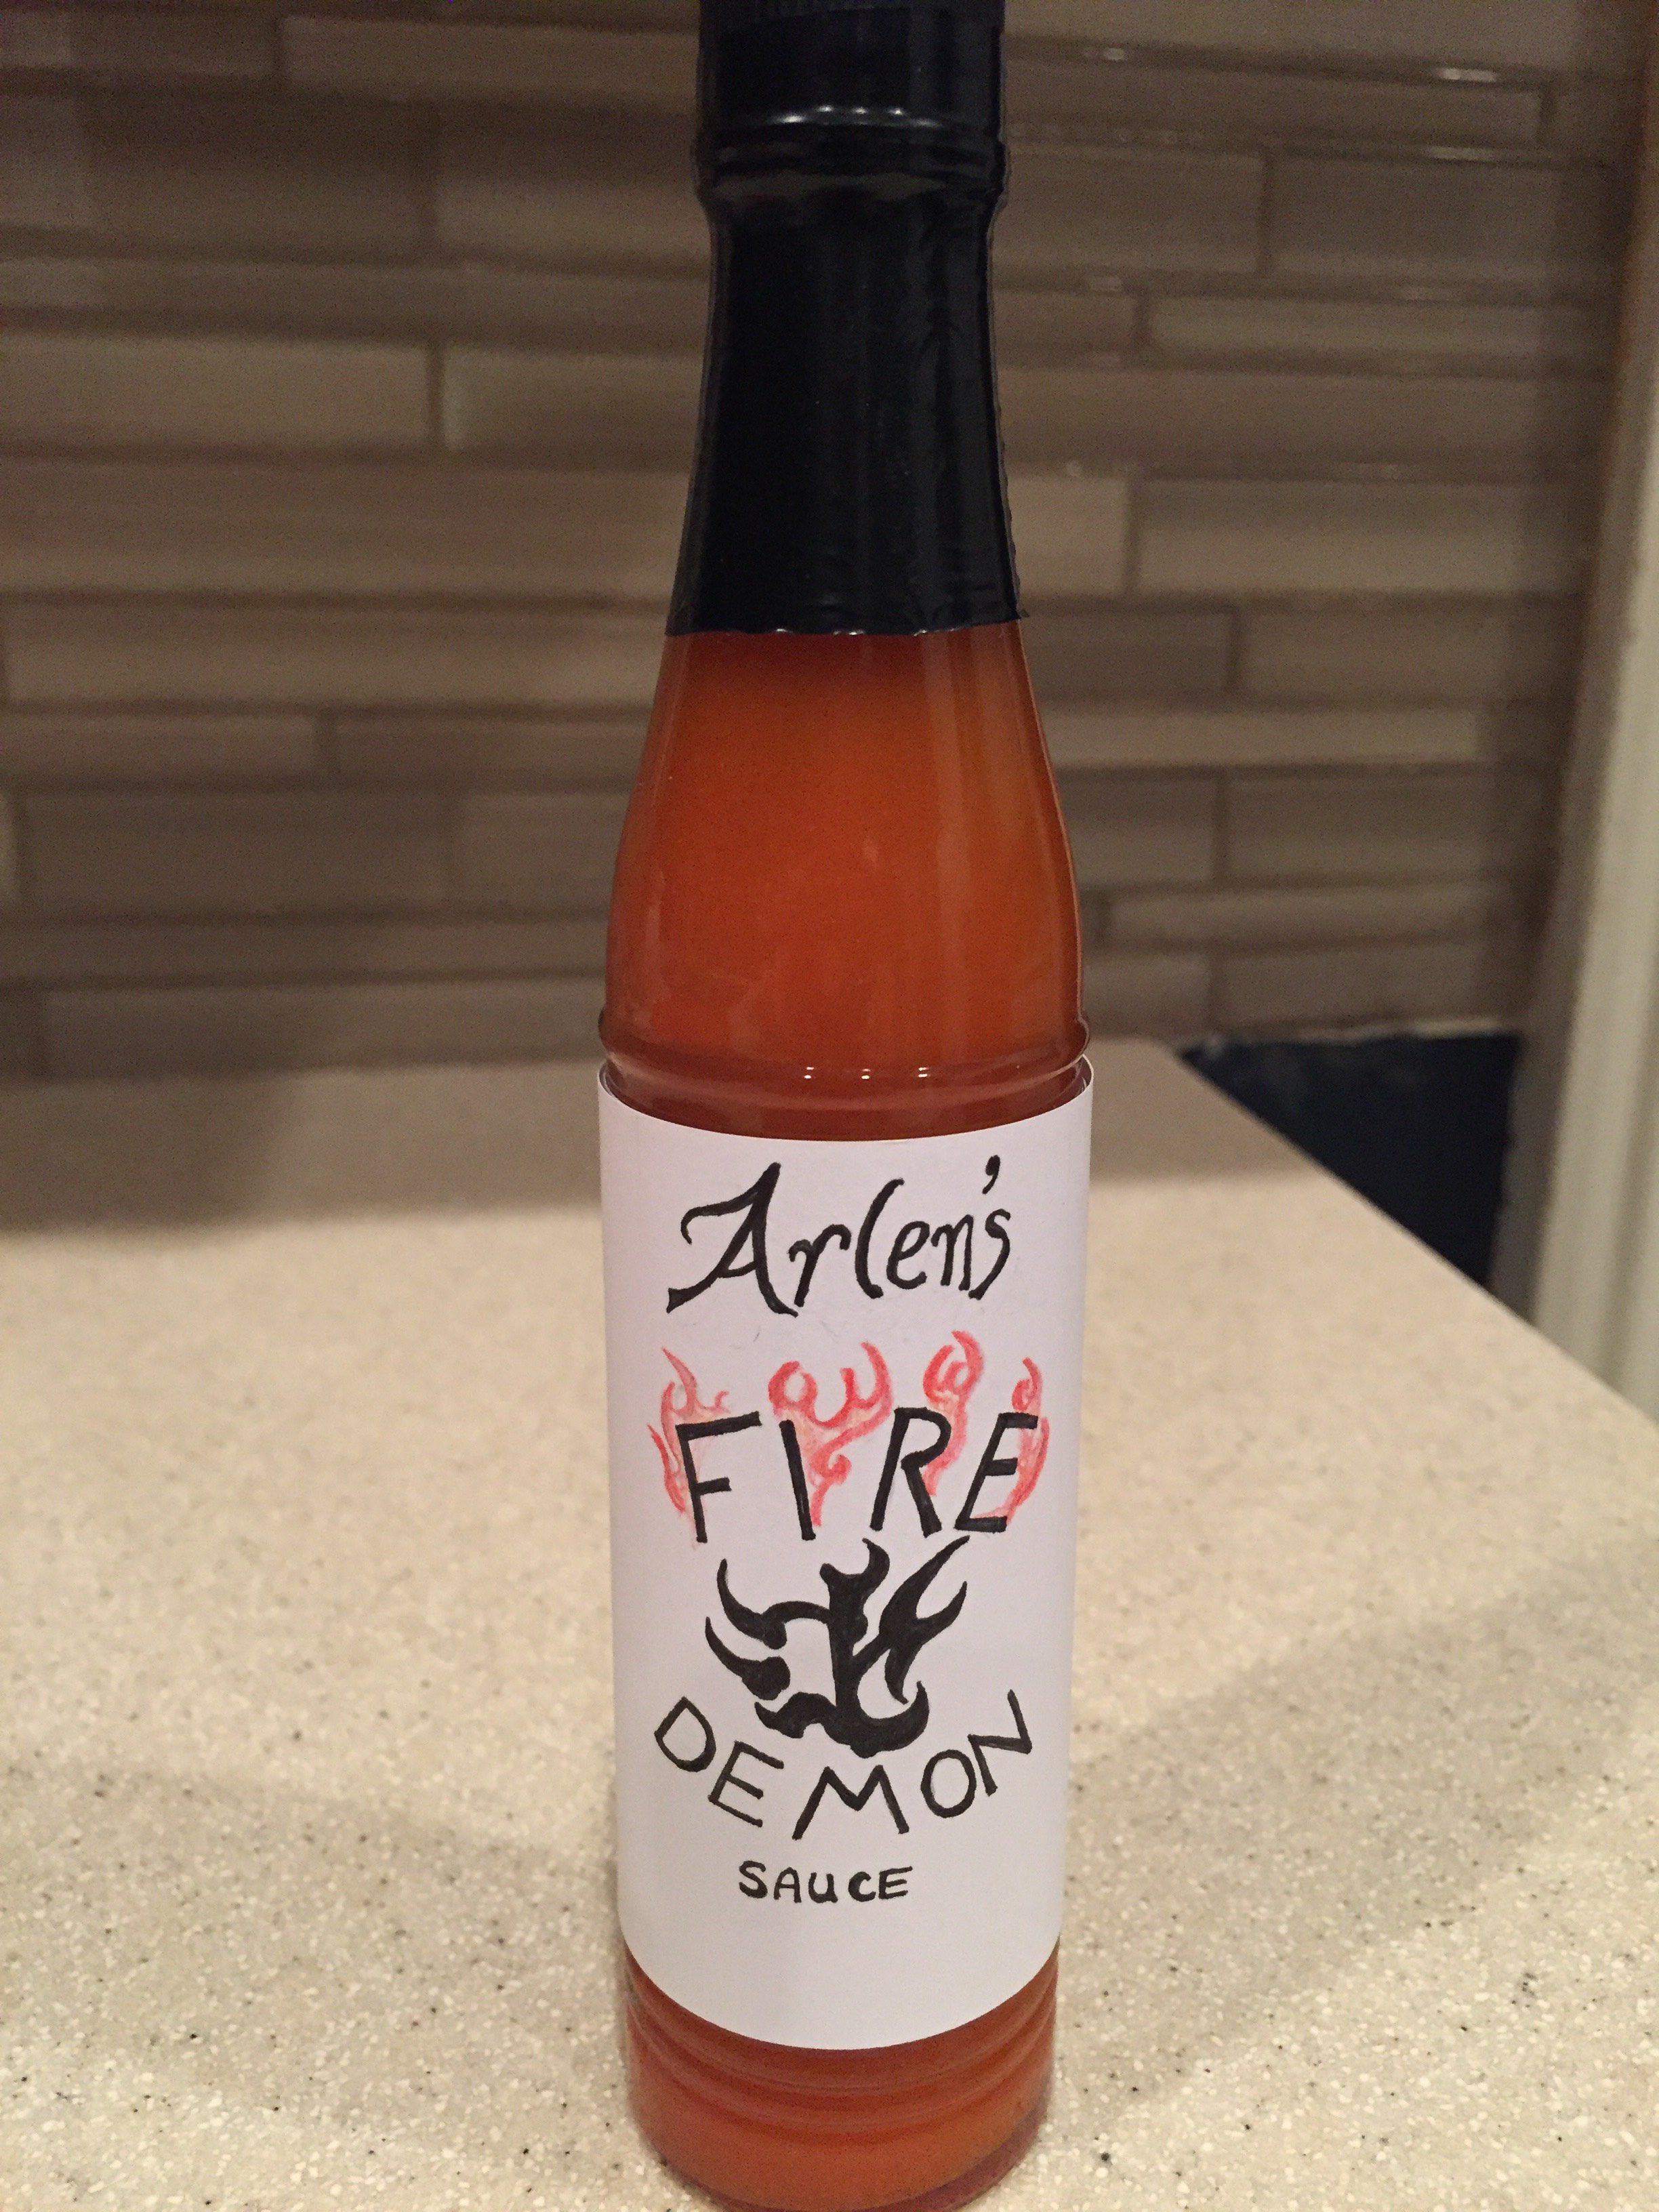 Arlen's
FIRE
DEMON
SAUCE